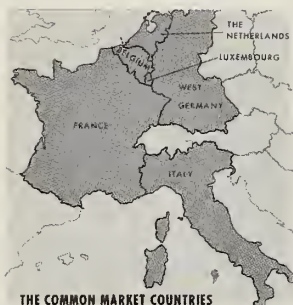 THE
NETHERLANDS
BELGIUM
LUXEMBOURG
WEST
GERMANY
FRANCE
ITALY
THE COMMON MARKET COUNTRIES